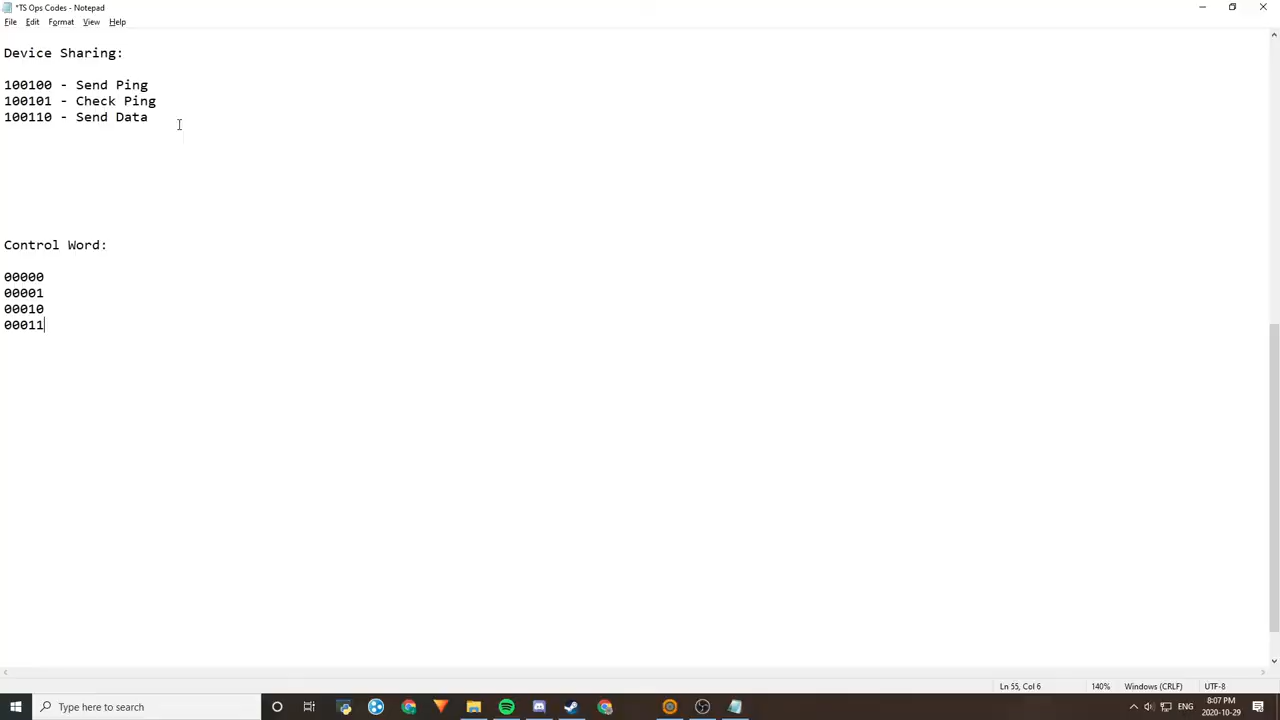 *TS Ops Codes - Notepad
File Edit Format View Help
Device Sharing:
100100 - Send Ping
100101 - Check Ping
100110 - Send Data
Control Word:
00000
00001
00010
00011
Ln 55, Col 6 140% Windows (CRLF) UTF-8
Type here to search
ENG
8:07 PM
2020-10-29